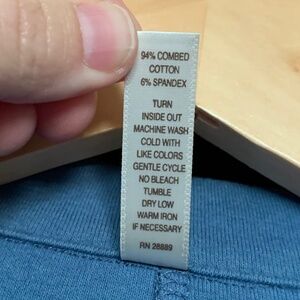 94% COMBED
COTTON
6% SPANDEX
TURN
INSIDE OUT
MACHINE WASH
COLD WITH
LIKE COLORS
GENTLE CYCLE
NO BLEACH
TUMBLE
DRY LOW
WARM IRON
IF NECESSARY
RN 28889